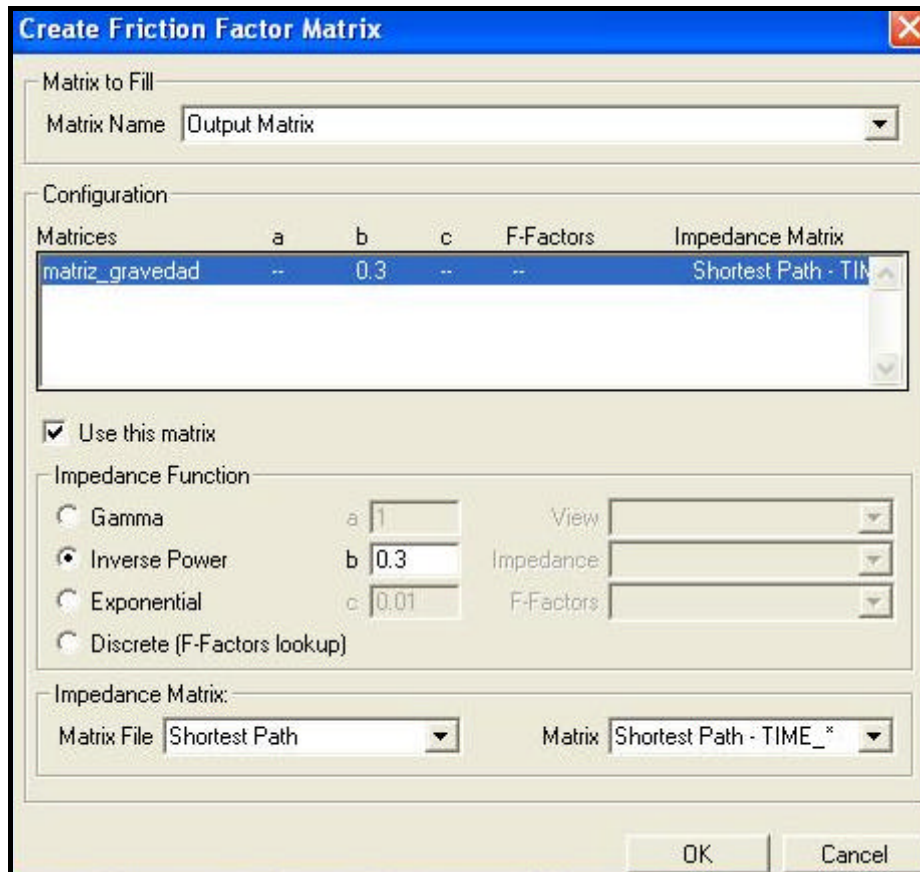 Create Friction Factor Matrix
Matrix to Fill
Matrix Name Output Matrix
Configuration
Matrices a b c F-Factors Impedance Matrix
matriz_gravedad -- 0.3 -- -- Shortest Path - TIM
Use this matrix
Impedance Function
Gamma a 1 View
Inverse Power b 0.3 Impedance
Exponential c 0.01 F-Factors
Discrete (F-Factors lookup)
Impedance Matrix:
Matrix File Shortest Path Matrix Shortest Path - TIME_*
OK Cancel